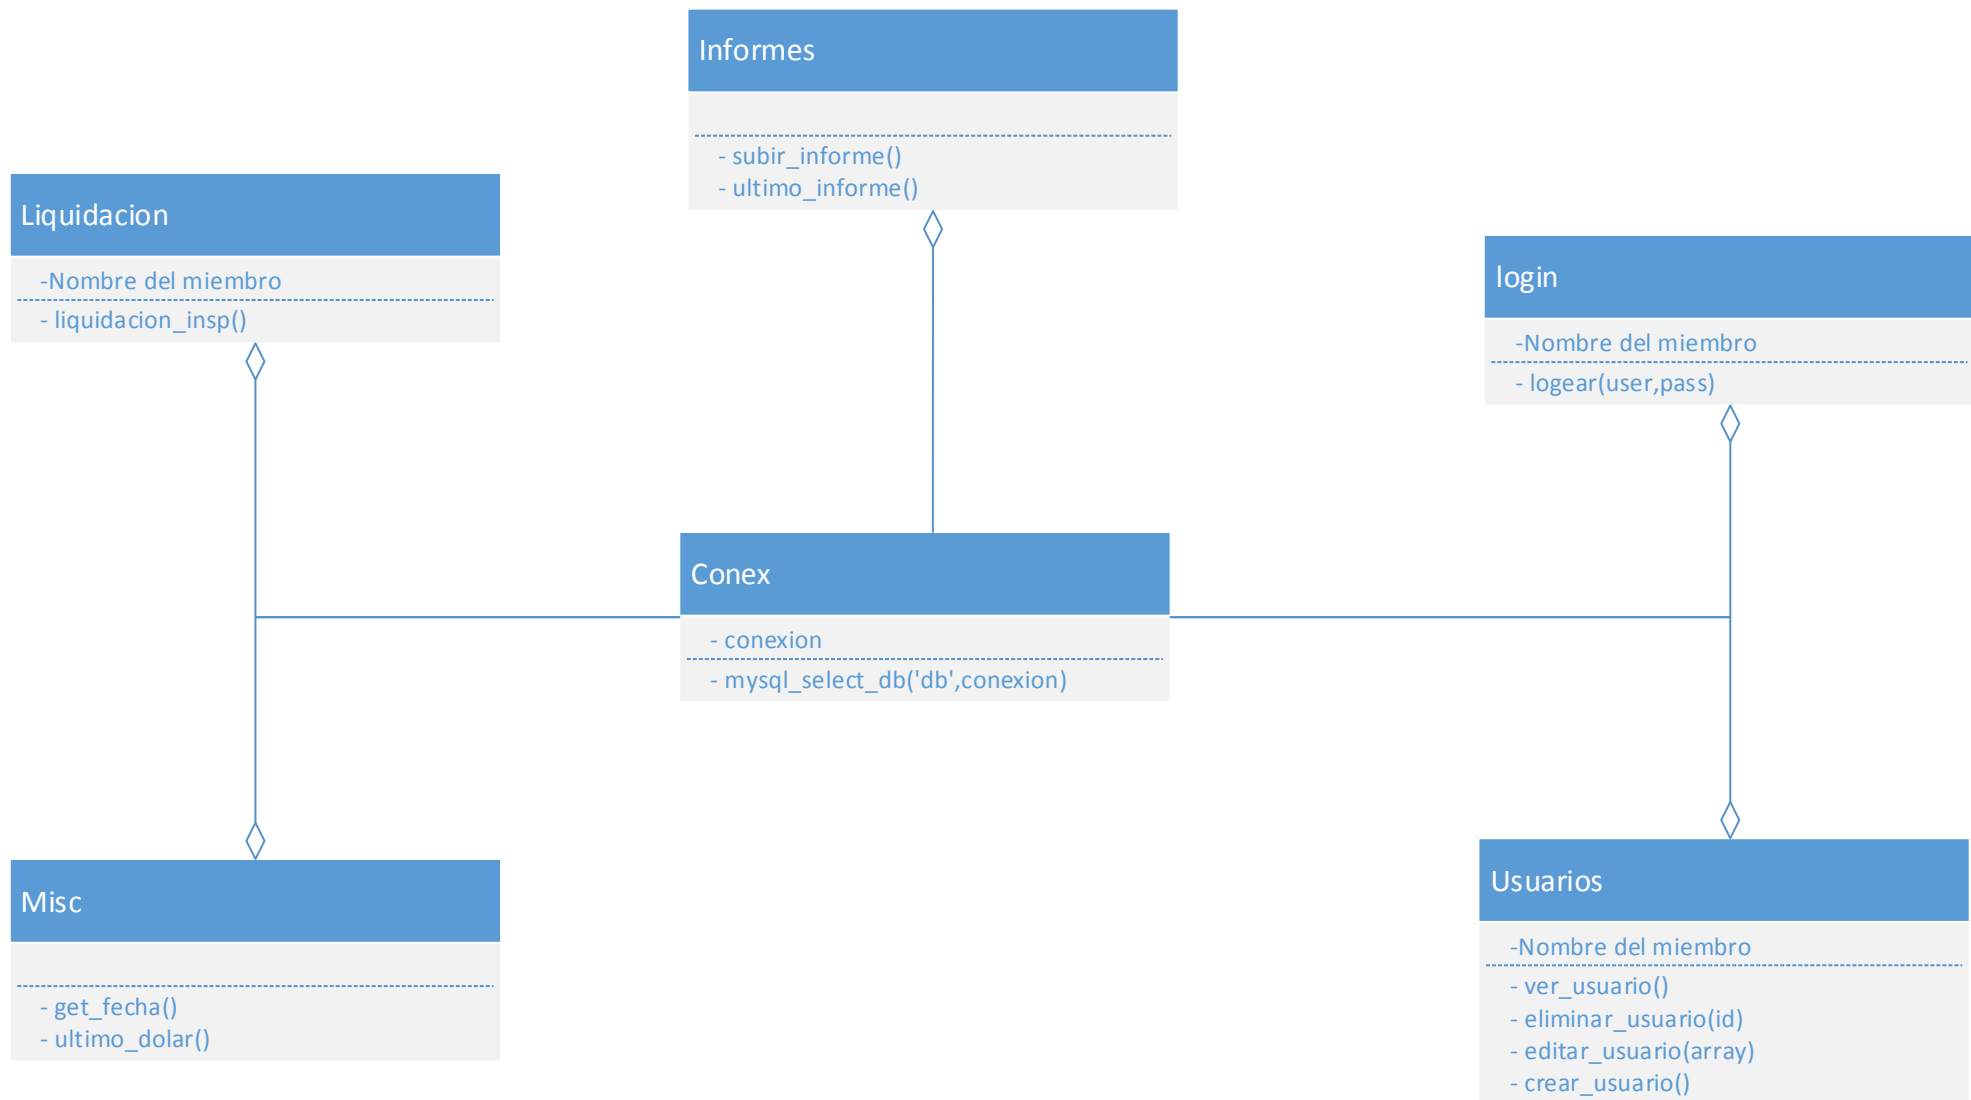 Informes
- subir_informe()
- ultimo_informe()
Liquidacion
-Nombre del miembro
- liquidacion_insp()
login
-Nombre del miembro
- logear(user,pass)
Conex
- conexion
- mysql_select_db('db',conexion)
Misc
- get_fecha()
- ultimo_dolar()
Usuarios
-Nombre del miembro
- ver_usuario()
- eliminar_usuario(id)
- editar_usuario(array)
- crear_usuario()